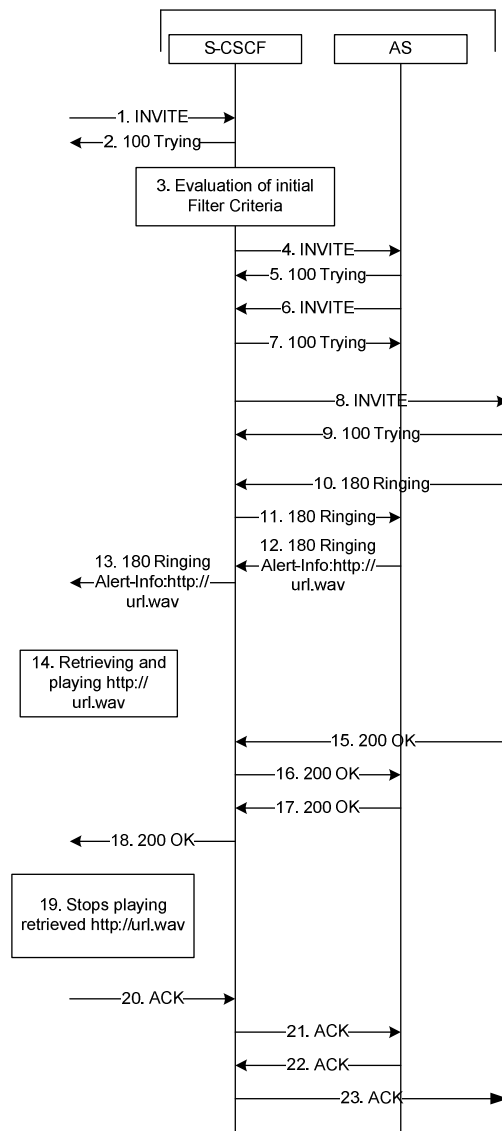 S-CSCF
AS
1. INVITE
2. 100 Trying
3. Evaluation of initial
Filter Criteria
4. INVITE
5. 100 Trying
6. INVITE
7. 100 Trying
8. INVITE
9. 100 Trying
10. 180 Ringing
11. 180 Ringing
12. 180 Ringing
Alert-Info:http://
url.wav
13. 180 Ringing
Alert-Info:http://
url.wav
14. Retrieving and
playing http://
url.wav
15. 200 OK
16. 200 OK
17. 200 OK
18. 200 OK
19. Stops playing
retrieved http://url.wav
20. ACK
21. ACK
22. ACK
23. ACK